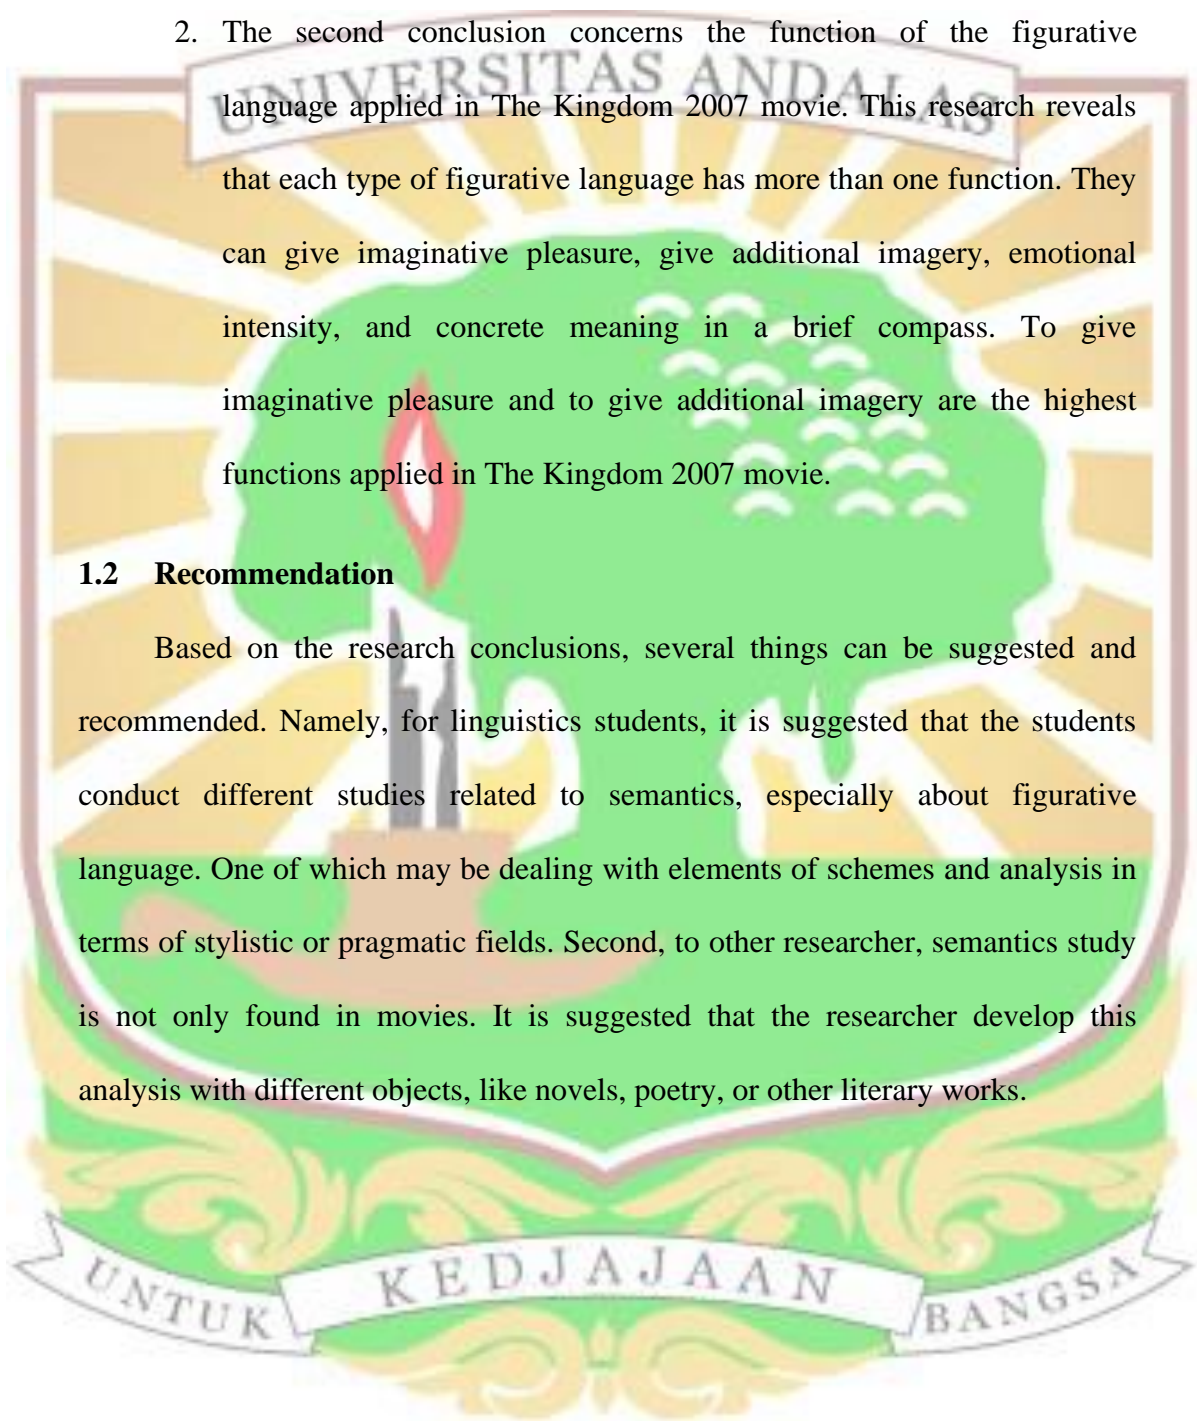 2. The second conclusion concerns the function of the figurative
UNIVERSITAS ANDALAS
language applied in The Kingdom 2007 movie. This research reveals
that each type of figurative language has more than one function. They
can give imaginative pleasure, give additional imagery, emotional
intensity, and concrete meaning in a brief compass. To give
imaginative pleasure and to give additional imagery are the highest
functions applied in The Kingdom 2007 movie.
1.2 Recommendation
Based on the research conclusions, several things can be suggested and
recommended. Namely, for linguistics students, it is suggested that the students
conduct different studies related to semantics, especially about figurative
language. One of which may be dealing with elements of schemes and analysis in
terms of stylistic or pragmatic fields. Second, to other researcher, semantics study
is not only found in movies. It is suggested that the researcher develop this
analysis with different objects, like novels, poetry, or other literary works.
UNTUK KEDJAJAAN BANGSA